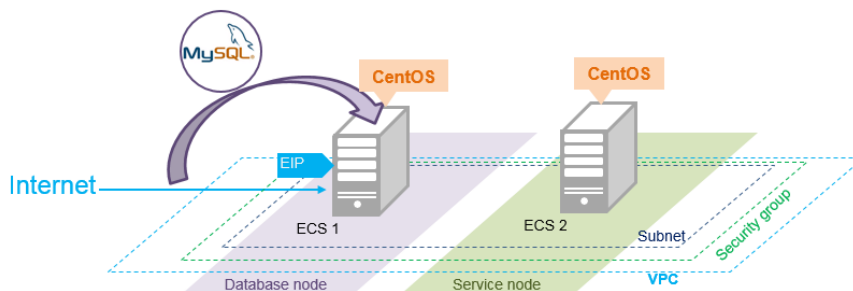 MySQL®
CentOS
CentOS
EIP
Internet
ECS 1
ECS 2
Subnet
Security group
VPC
Database node
Service node